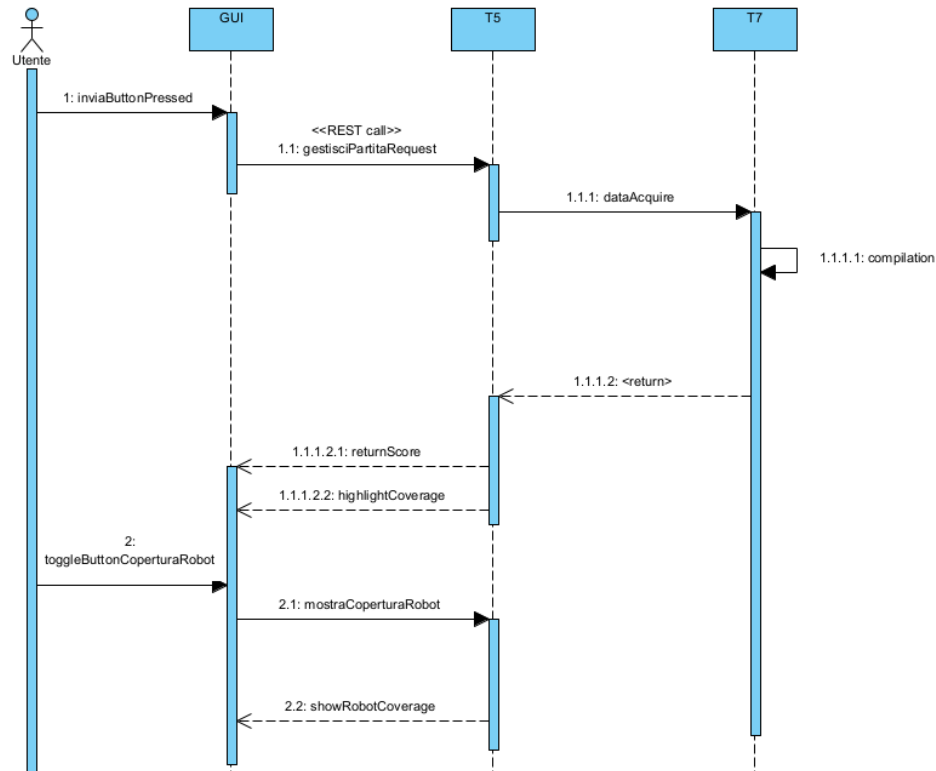 GUI
T5
T7
Utente
1: inviaButtonPressed
<<REST call>>
1.1: gestisciPartitaRequest
1.1.1: dataAcquire
1.1.1.1: compilation
1.1.1.2: <return>
1.1.1.2.1: returnScore
1.1.1.2.2: highlightCoverage
2:
toggleButtonCoperturaRobot
2.1: mostraCoperturaRobot
2.2: showRobotCoverage